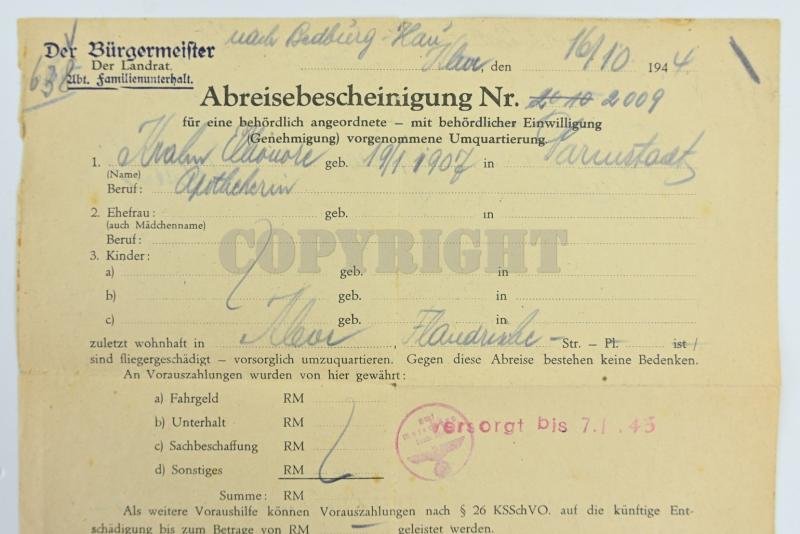 nach Bedburg-Hau
Der Bürgermeister
Der Landrat.
Abt. Familienunterhalt.
Kleve, den 16/10 1944
Abreisebescheinigung Nr. 20 10 2009
für eine behördlich angeordnete – mit behördlicher Einwilligung
(Genehmigung) vorgenommene Umquartierung.
1. Krahn Elleonore geb. 19/1 1907 in Darmstadt
(Name)
Beruf: Apothekerin
2. Ehefrau: geb. in
(auch Mädchenname)
Beruf:
3. Kinder:
COPYRIGHT
a) geb. in
b) geb. in
c) geb. in
zuletzt wohnhaft in Kleve, Flandrische - Str. – Pl. ist /
sind fliegergeschädigt – vorsorglich umzuquartieren. Gegen diese Abreise bestehen keine Bedenken.
An Vorauszahlungen wurden von hier gewährt:
a) Fahrgeld RM
b) Unterhalt RM
versorgt bis 7.1.45
c) Sachbeschaffung RM
d) Sonstiges RM
Summe: RM
Als weitere Voraushilfe können Vorauszahlungen nach § 26 KSSchVO. auf die künftige Ent-
schädigung bis zum Betrage von RM — geleistet werden.